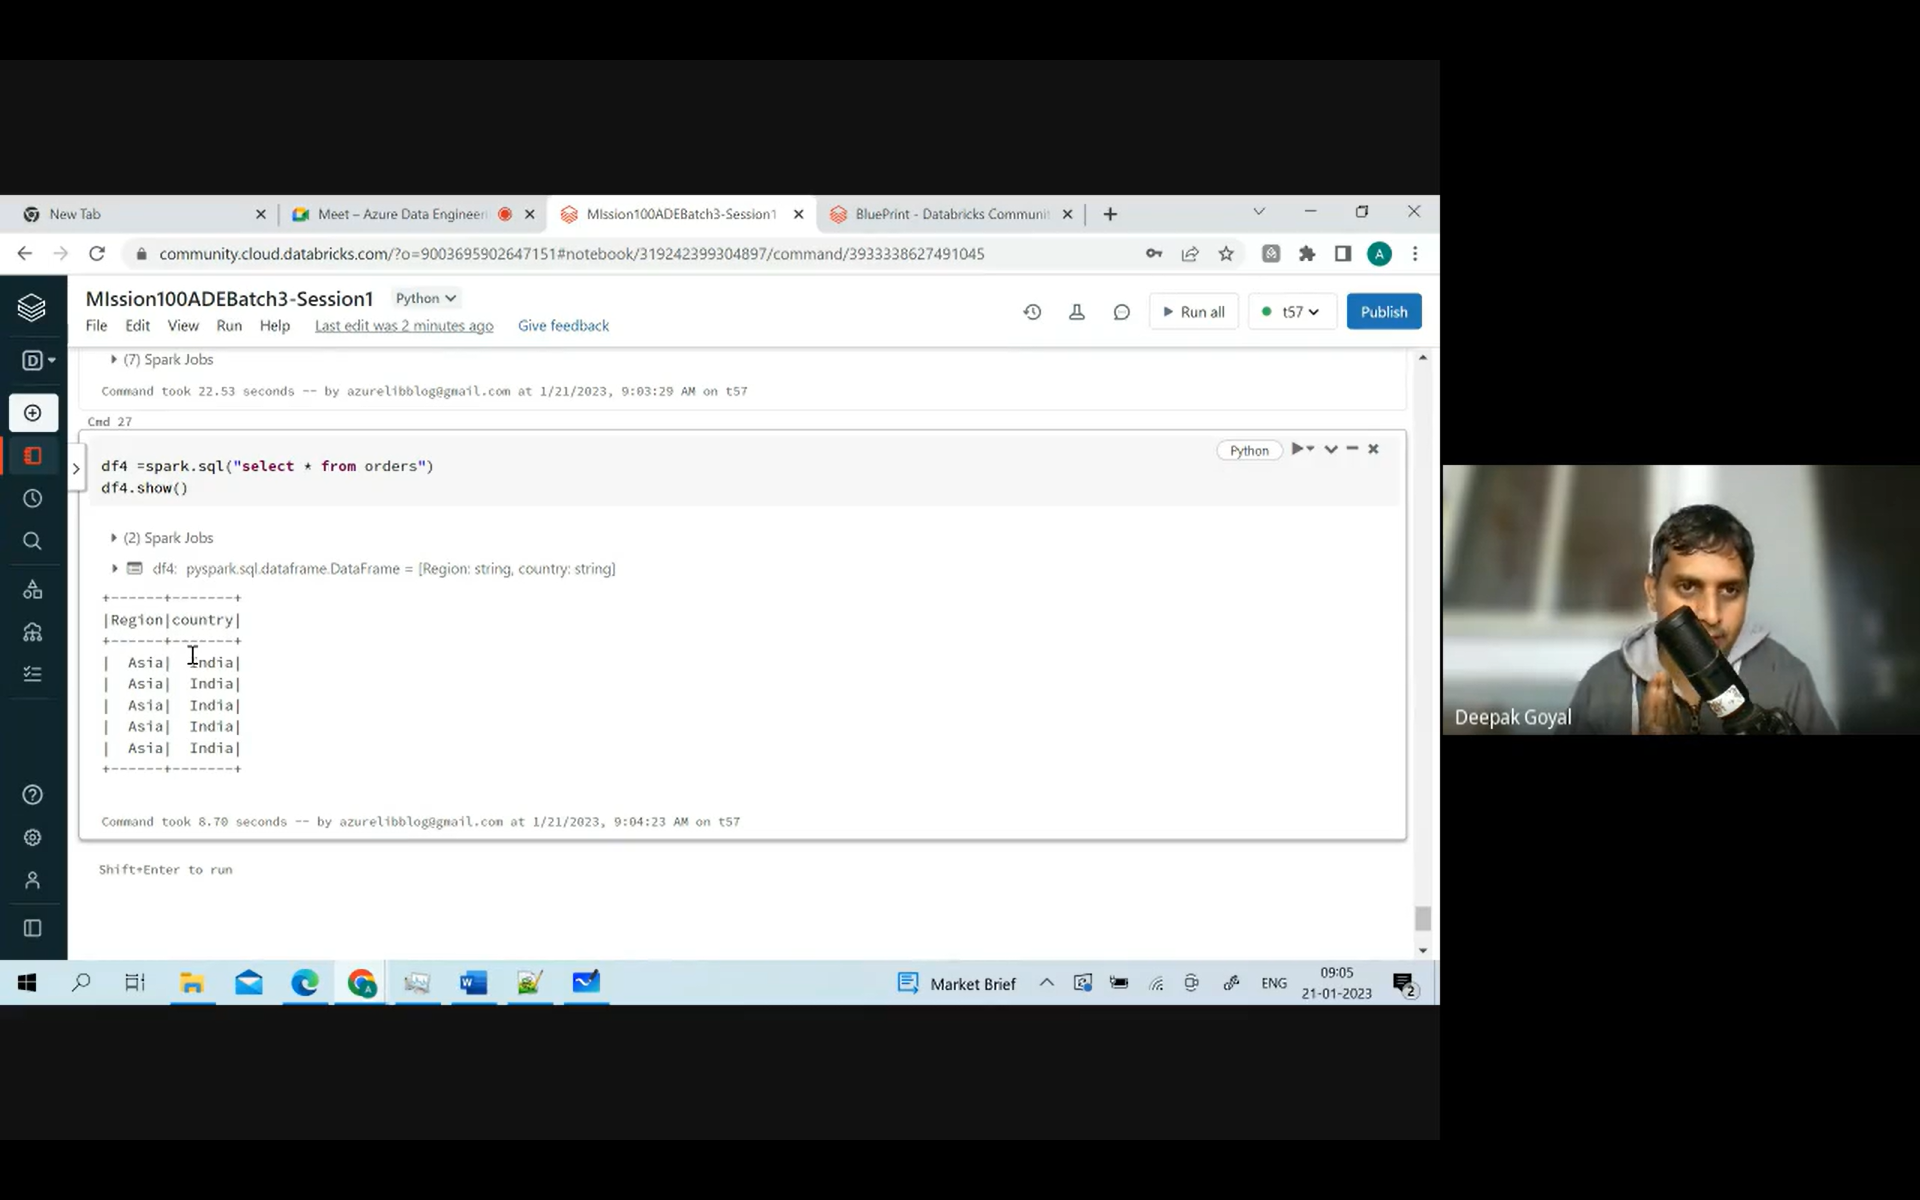 New Tab
Meet – Azure Data Engineeri
MIssion100ADEBatch3-Session1
BluePrint - Databricks Communit
community.cloud.databricks.com/?o=9003695902647151#notebook/319242399304897/command/3933338627491045
A
MIssion100ADEBatch3-Session1
Python
File
Edit
View
Run
Help
Last edit was 2 minutes ago
Give feedback
Run all
t57
Publish
D
(7) Spark Jobs
Command took 22.53 seconds -- by azurelibblog@gmail.com at 1/21/2023, 9:03:29 AM on t57
Cmd 27
Python
df4 =spark.sql("select * from orders")
df4.show()
(2) Spark Jobs
df4: pyspark.sql.dataframe.DataFrame = [Region: string, country: string]
+------+-------+
|Region|country|
+------+-------+
| Asia| India|
| Asia| India|
| Asia| India|
| Asia| India|
| Asia| India|
+------+-------+
Command took 8.70 seconds -- by azurelibblog@gmail.com at 1/21/2023, 9:04:23 AM on t57
Shift+Enter to run
Deepak Goyal
Market Brief
ENG
09:05
21-01-2023
2